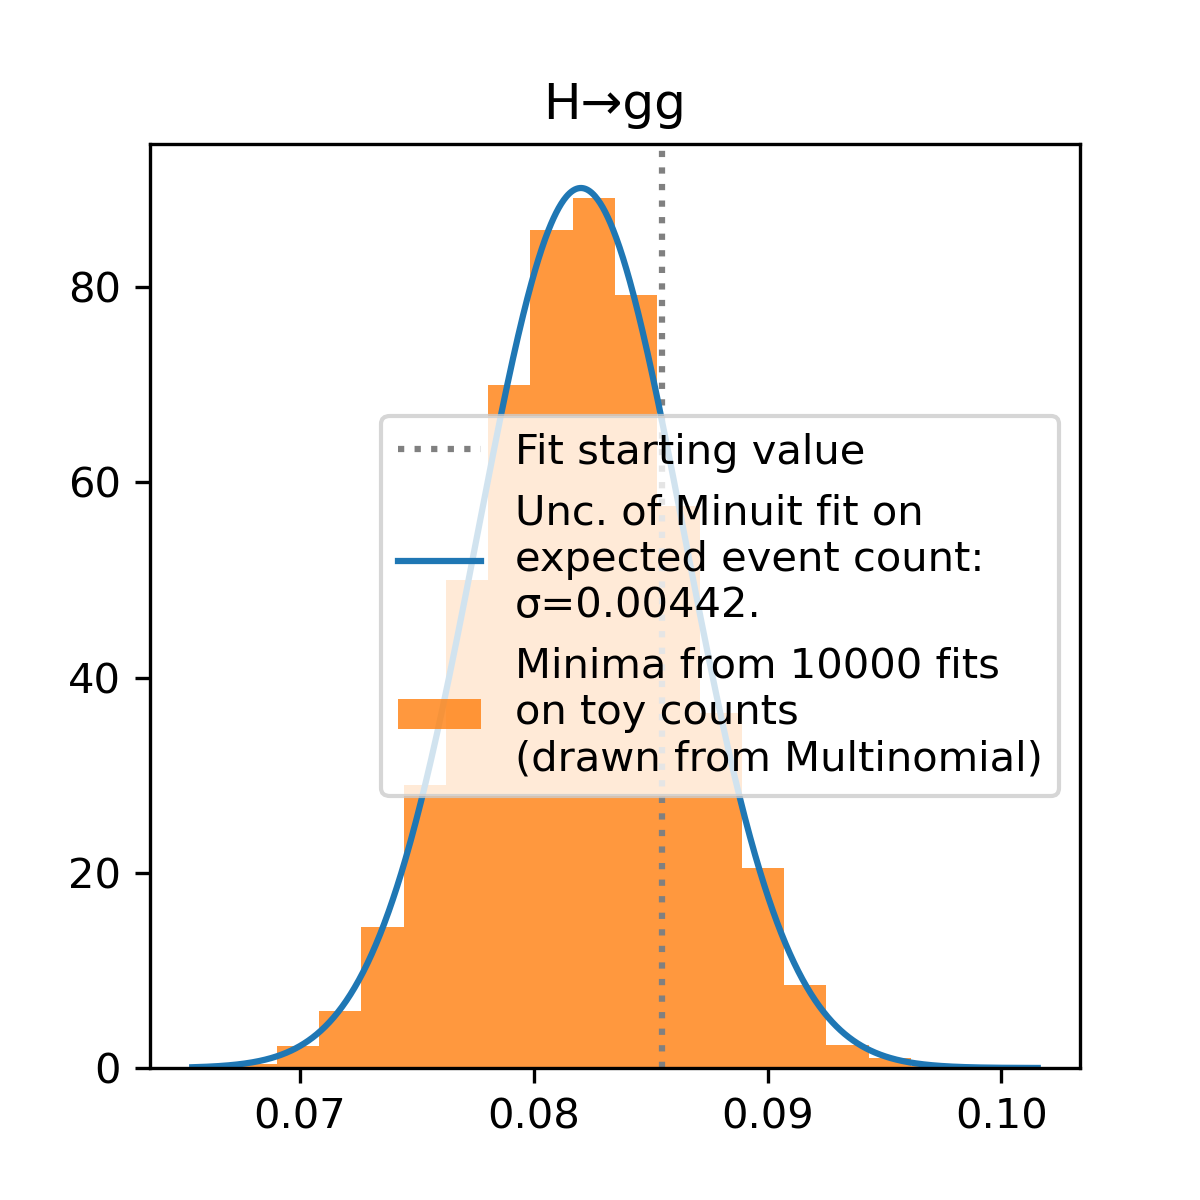 H→gg
80
60
40
20
0
Fit starting value
Unc. of Minuit fit on
expected event count:
σ=0.00442.
Minima from 10000 fits
on toy counts
(drawn from Multinomial)
0.07 0.08 0.09 0.10